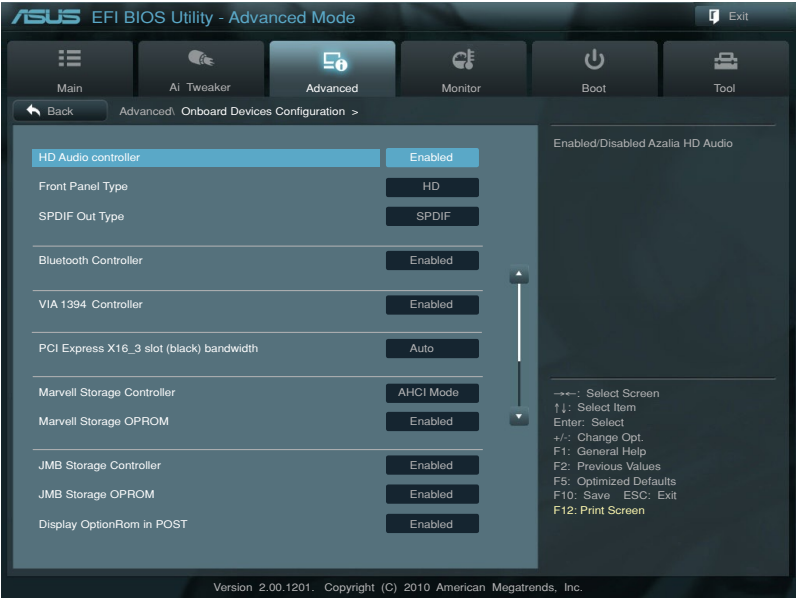 ASUS EFI BIOS Utility - Advanced Mode
Exit
Main
Ai Tweaker
Advanced
Monitor
Boot
Tool
Back
Advanced\ Onboard Devices Configuration >
HD Audio controller Enabled
Front Panel Type HD
SPDIF Out Type SPDIF
Bluetooth Controller Enabled
VIA 1394 Controller Enabled
PCI Express X16_3 slot (black) bandwidth Auto
Marvell Storage Controller AHCI Mode
Marvell Storage OPROM Enabled
JMB Storage Controller Enabled
JMB Storage OPROM Enabled
Display OptionRom in POST Enabled
Enabled/Disabled Azalia HD Audio
→←: Select Screen
↑↓: Select Item
Enter: Select
+/-: Change Opt.
F1: General Help
F2: Previous Values
F5: Optimized Defaults
F10: Save ESC: Exit
F12: Print Screen
Version 2.00.1201. Copyright (C) 2010 American Megatrends, Inc.